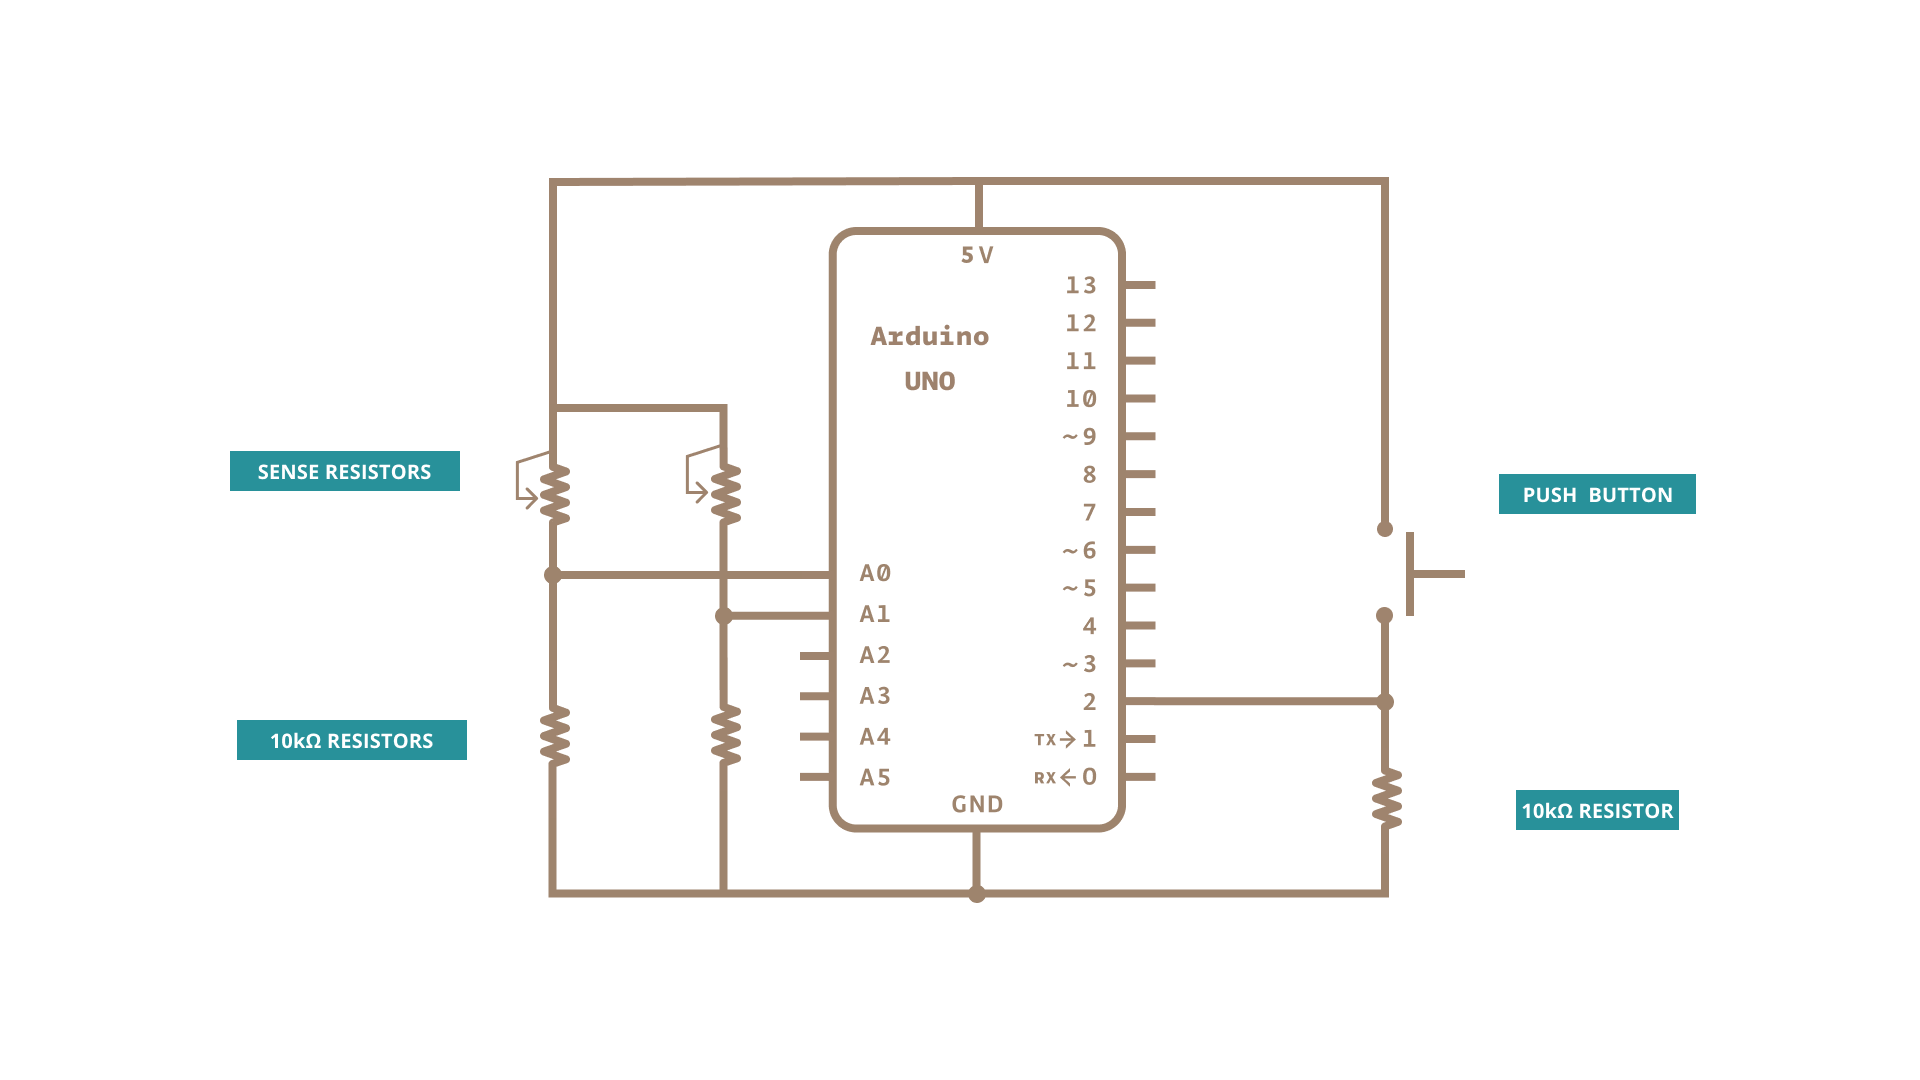 5V
13
12
Arduino
11
UNO
10
~9
SENSE RESISTORS
8
PUSH BUTTON
7
~6
A0
~5
A1
4
A2
~3
A3
2
10kΩ RESISTORS
A4
TX→1
A5
RX←0
GND
10kΩ RESISTOR